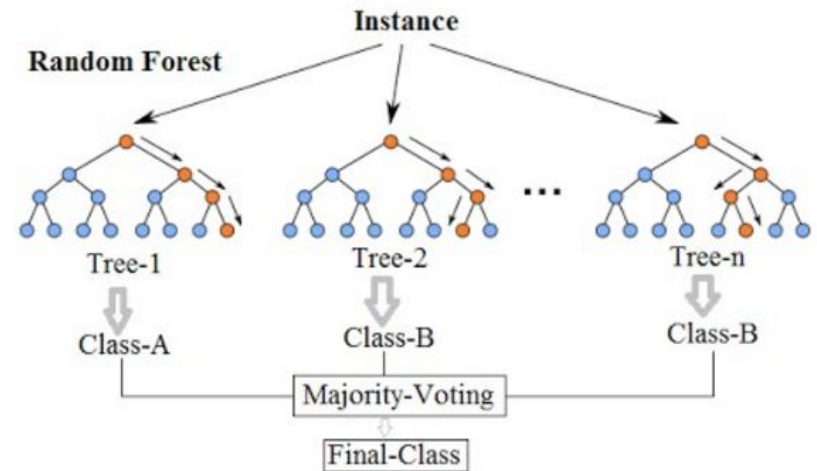 Instance
Random Forest
...
Tree-1
Tree-2
Tree-n
Class-A
Class-B
Class-B
Majority-Voting
Final-Class